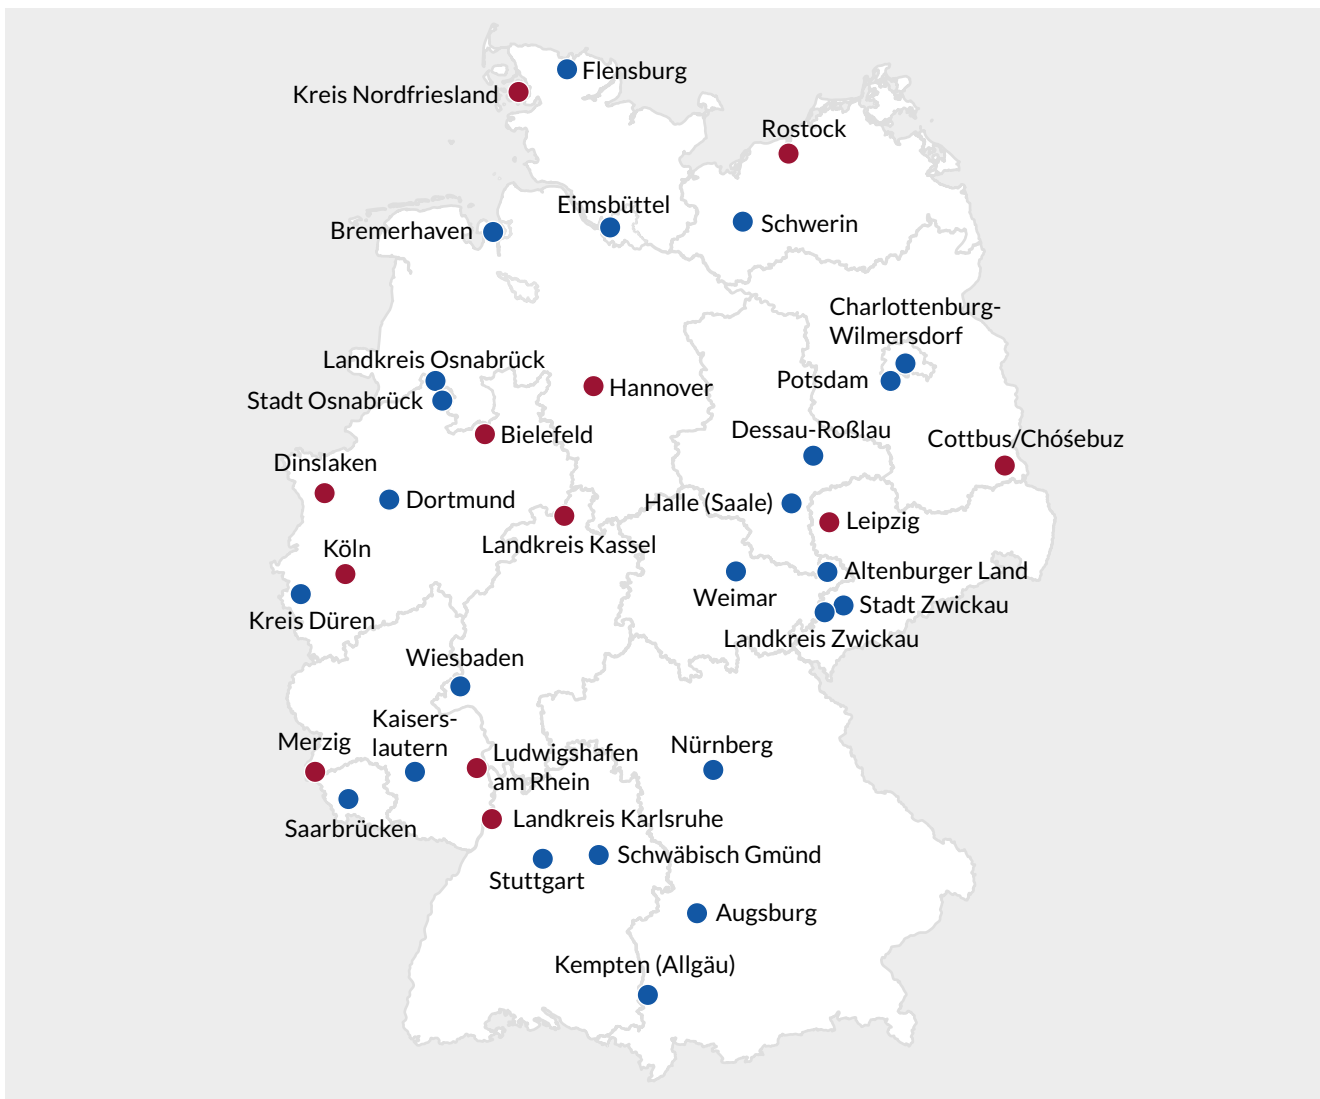 Flensburg
Kreis Nordfriesland
Rostock
Eimsbüttel
Schwerin
Bremerhaven
Charlottenburg-
Wilmersdorf
Landkreis Osnabrück
Potsdam
Hannover
Stadt Osnabrück
Dessau-Roßlau
Bielefeld
Cottbus/Chóśebuz
Dinslaken
Dortmund
Halle (Saale)
Leipzig
Landkreis Kassel
Köln
Altenburger Land
Weimar
Stadt Zwickau
Kreis Düren
Landkreis Zwickau
Wiesbaden
Kaisers-
lautern
Merzig
Nürnberg
Ludwigshafen
am Rhein
Landkreis Karlsruhe
Saarbrücken
Schwäbisch Gmünd
Stuttgart
Augsburg
Kempten (Allgäu)